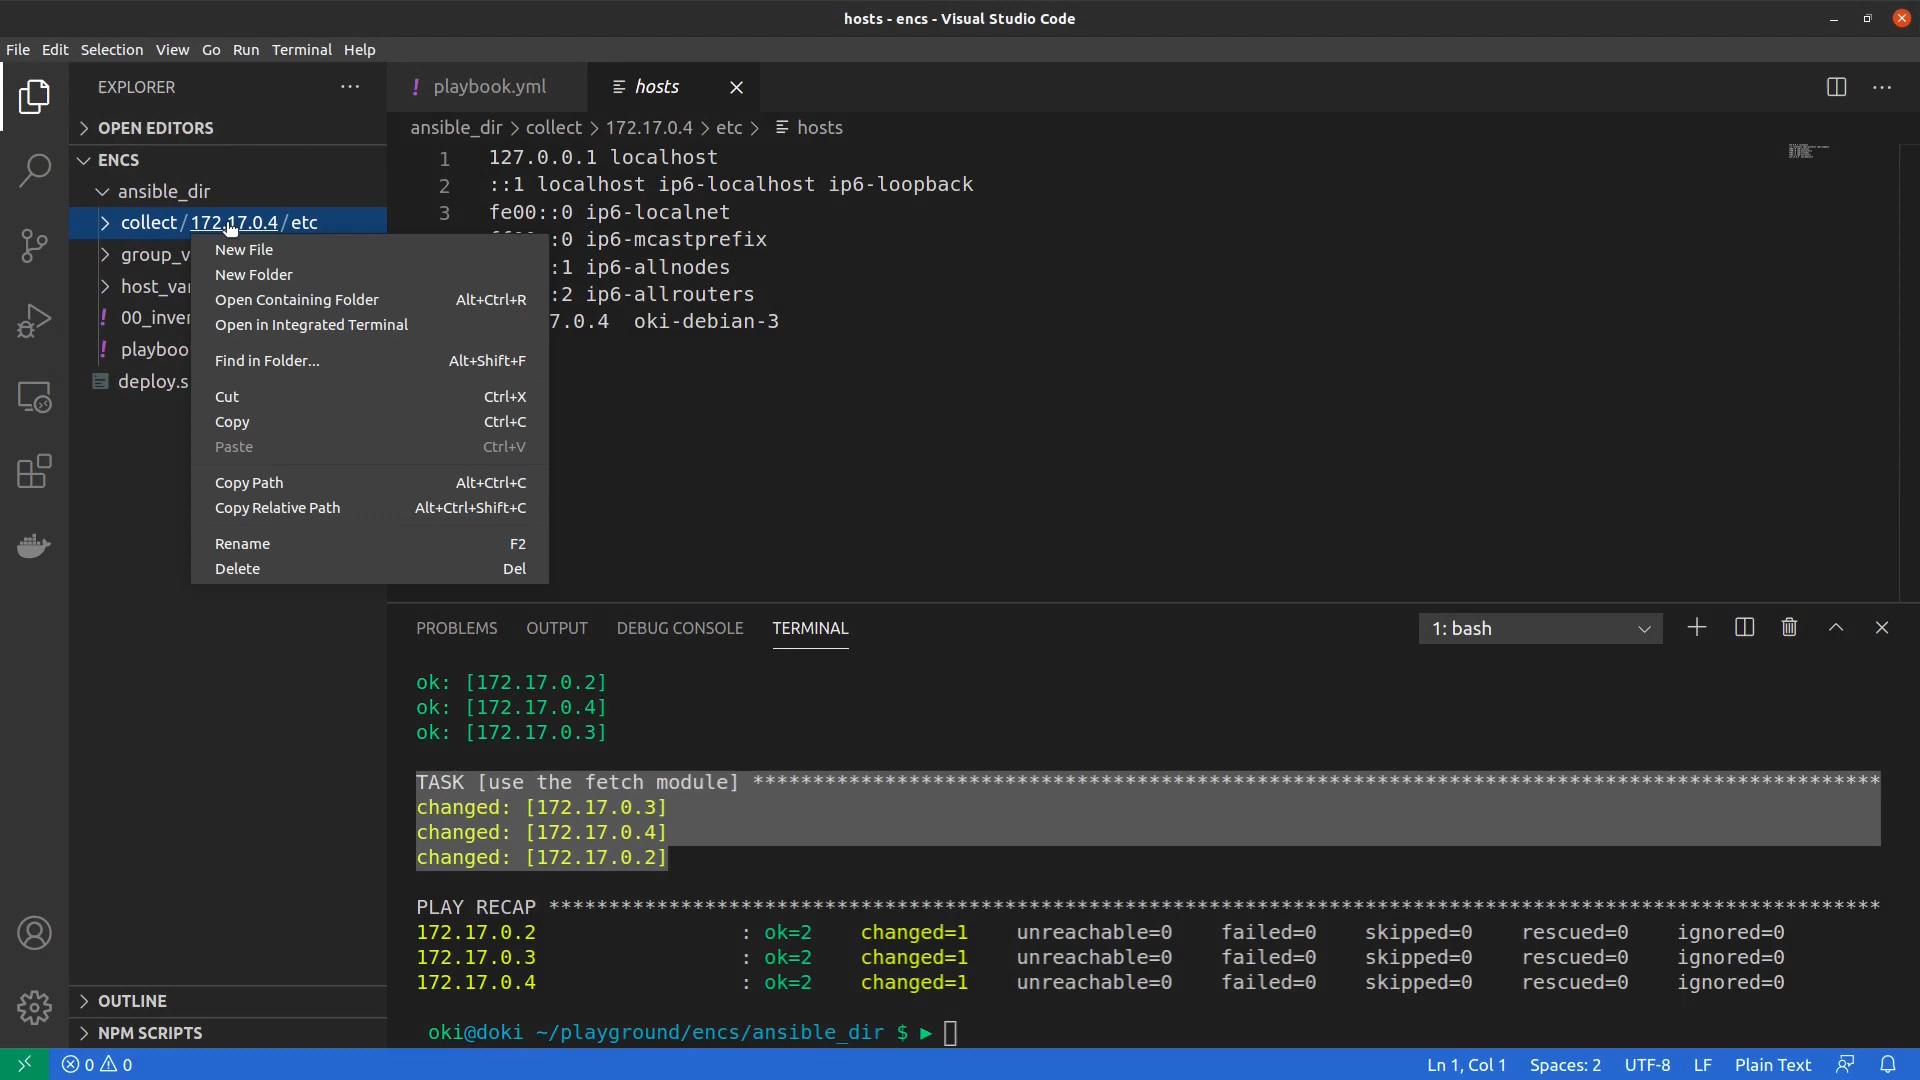 hosts - encs - Visual Studio Code
File Edit Selection View Go Run Terminal Help
EXPLORER
OPEN EDITORS
ENCS
ansible_dir
collect/172.17.0.4/etc
group_v
host_var
00_inver
playboo
deploy.s
New File
New Folder
Open Containing Folder Alt+Ctrl+R
Open in Integrated Terminal
Find in Folder... Alt+Shift+F
Cut Ctrl+X
Copy Ctrl+C
Paste Ctrl+V
Copy Path Alt+Ctrl+C
Copy Relative Path Alt+Ctrl+Shift+C
Rename F2
Delete Del
playbook.yml
hosts
ansible_dir > collect > 172.17.0.4 > etc > hosts
1 127.0.0.1 localhost
2 ::1 localhost ip6-localhost ip6-loopback
3 fe00::0 ip6-localnet
:0 ip6-mcastprefix
:1 ip6-allnodes
:2 ip6-allrouters
7.0.4 oki-debian-3
PROBLEMS OUTPUT DEBUG CONSOLE TERMINAL
1: bash
ok: [172.17.0.2]
ok: [172.17.0.4]
ok: [172.17.0.3]
TASK [use the fetch module] *********************************************************************************************
changed: [172.17.0.3]
changed: [172.17.0.4]
changed: [172.17.0.2]
PLAY RECAP **************************************************************************************************************
172.17.0.2 : ok=2 changed=1 unreachable=0 failed=0 skipped=0 rescued=0 ignored=0
172.17.0.3 : ok=2 changed=1 unreachable=0 failed=0 skipped=0 rescued=0 ignored=0
172.17.0.4 : ok=2 changed=1 unreachable=0 failed=0 skipped=0 rescued=0 ignored=0
oki@doki ~/playground/encs/ansible_dir $ ▶
OUTLINE
NPM SCRIPTS
0 0
Ln 1, Col 1 Spaces: 2 UTF-8 LF Plain Text